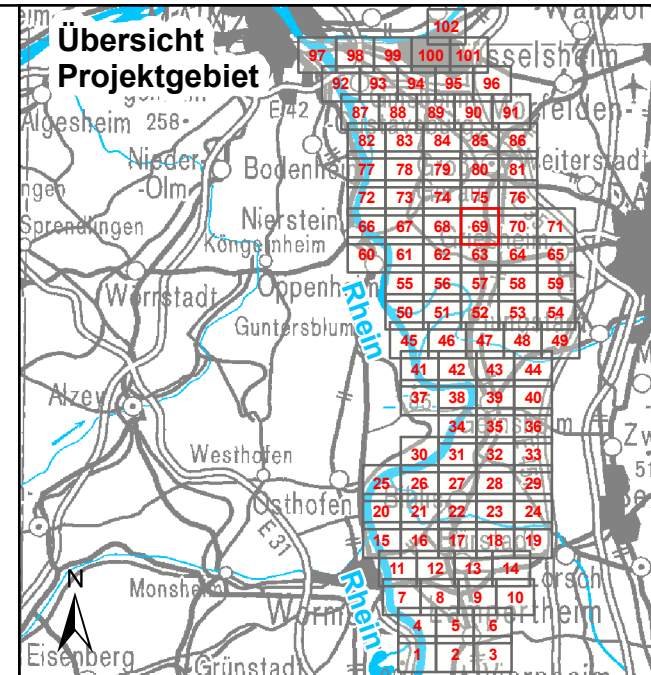 Übersicht
Projektgebiet
102
97 98 99 100 101
sselsheim
92 93 94 95 96
E 42
87 88 89 90 91
Algesheim 258
82 83 84 85 86
Nieder-
-Olm
Bodenheim
77 78 79 80 81
72 73 74 75 76
Sprendlingen
Nierstein
66 67 68 69 70 71
Köngernheim
60 61 62 63 64 65
Wörrstadt
Oppenh
55 56 57 58 59
Rhein
50 51 52 53 54
Guntersblum
45 46 47 48 49
41 42 43 44
Alzey
37 38 39 40
34 35 36
Westhofen
30 31 32 33
25 26 27 28 29
Osthofen
20 21 22 23 24
E 31
15 16 17 18 19
11 12 13 14
Lorsch
N
Monsheim
Rhein
7 8 9 10
Worms
4 5 6
Eisenberg
Grünstadt
1 2 3